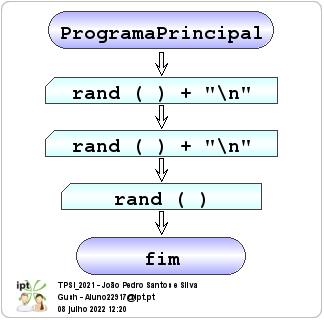 ProgramaPrincipal
rand ( ) + "\n"
rand ( ) + "\n"
rand ( )
fim
ipt
TPSI_2021 - João Pedro Santos e Silva
Gush - Aluno22917@ipt.pt
08 julho 2022 12:20